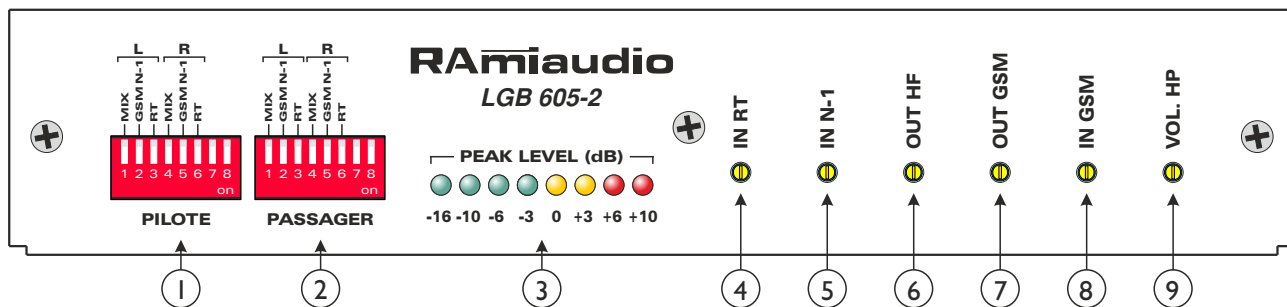 L R
MIX
GSM N-1
RT
MIX
GSM N-1
RT
1 2 3 4 5 6 7 8
on
PILOTE
L R
MIX
GSM N-1
RT
MIX
GSM N-1
RT
1 2 3 4 5 6 7 8
on
PASSAGER
RAmiaudio
LGB 605-2
PEAK LEVEL (dB)
-16 -10 -6 -3 0 +3 +6 +10
IN RT
IN N-1
OUT HF
OUT GSM
IN GSM
VOL. HP
1 2 3 4 5 6 7 8 9